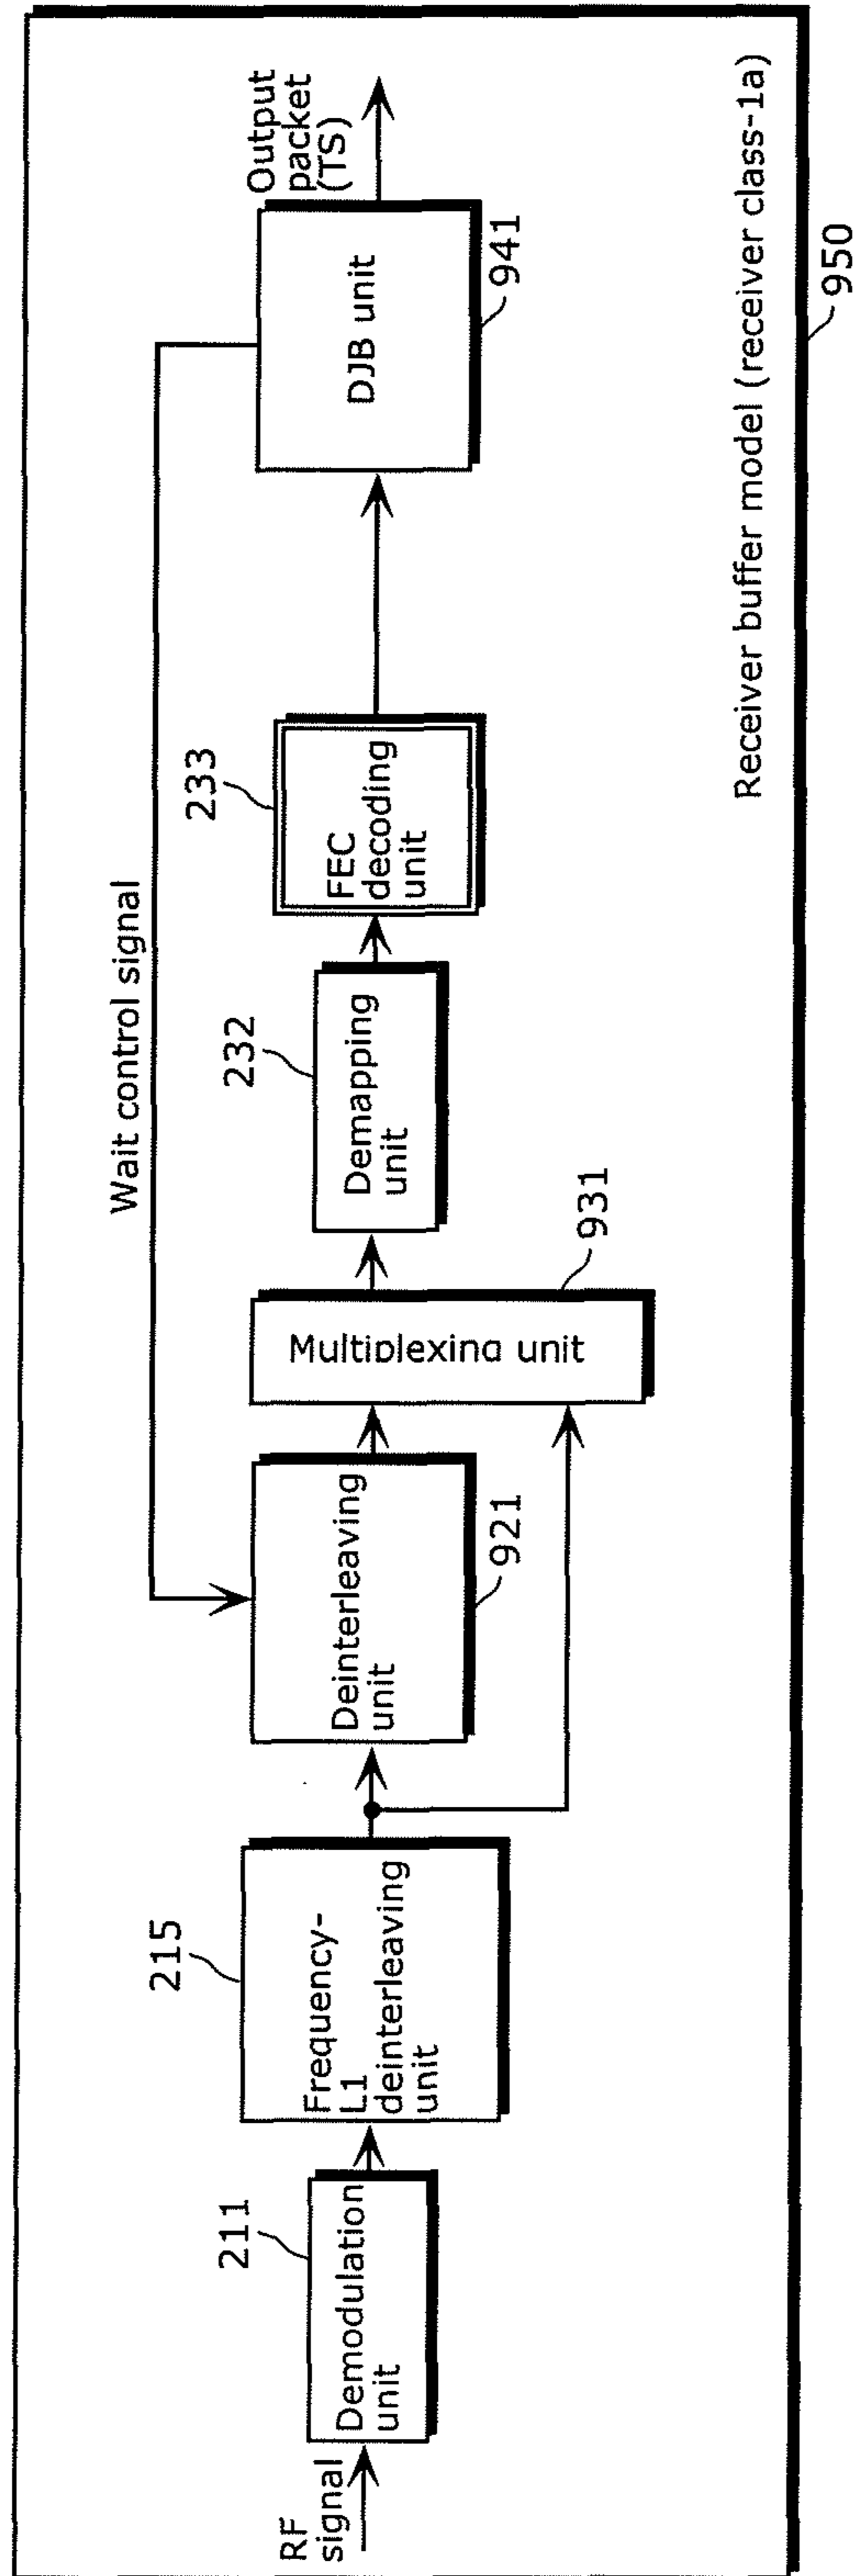 Wait control signal
RF
signal
211
Demodulation
unit
215
Frequency-
L1
deinterleaving
unit
Deinterleaving
unit
921
Multiplexing unit
931
232
Demapping
unit
233
FEC
decoding
unit
DJB unit
941
Output
packet
(TS)
Receiver buffer model (receiver class-1a)
950